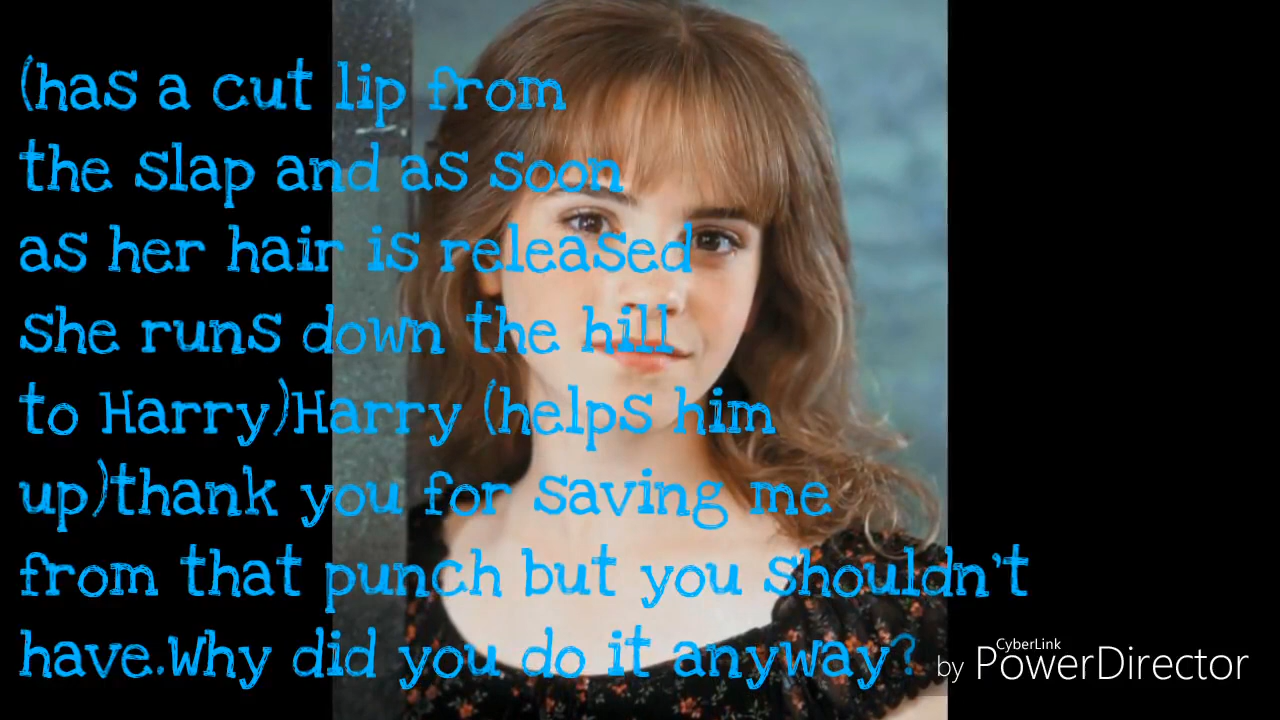 (has a cut lip from
the slap and as soon
as her hair is released
she runs down the hill
to Harry)Harry (helps him
up)thank you for saving me
from that punch but you shouldn't
have.Why did you do it anyway?
CyberLink
by PowerDirector